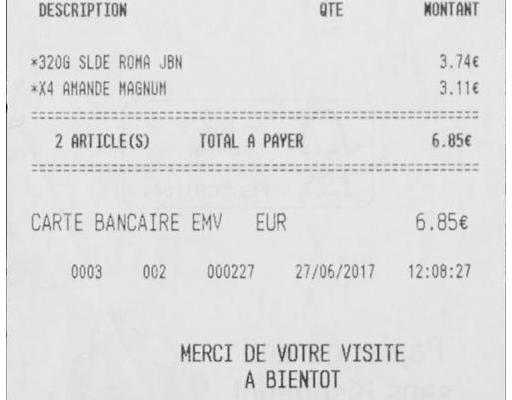 DESCRIPTION QTE MONTANT
*320G SLDE ROMA JBN 3.74€
*X4 AMANDE MAGNUM 3.11€
2 ARTICLE(S) TOTAL A PAYER 6.85€
CARTE BANCAIRE EMV EUR 6.85€
0003 002 000227 27/06/2017 12:08:27
MERCI DE VOTRE VISITE
A BIENTOT